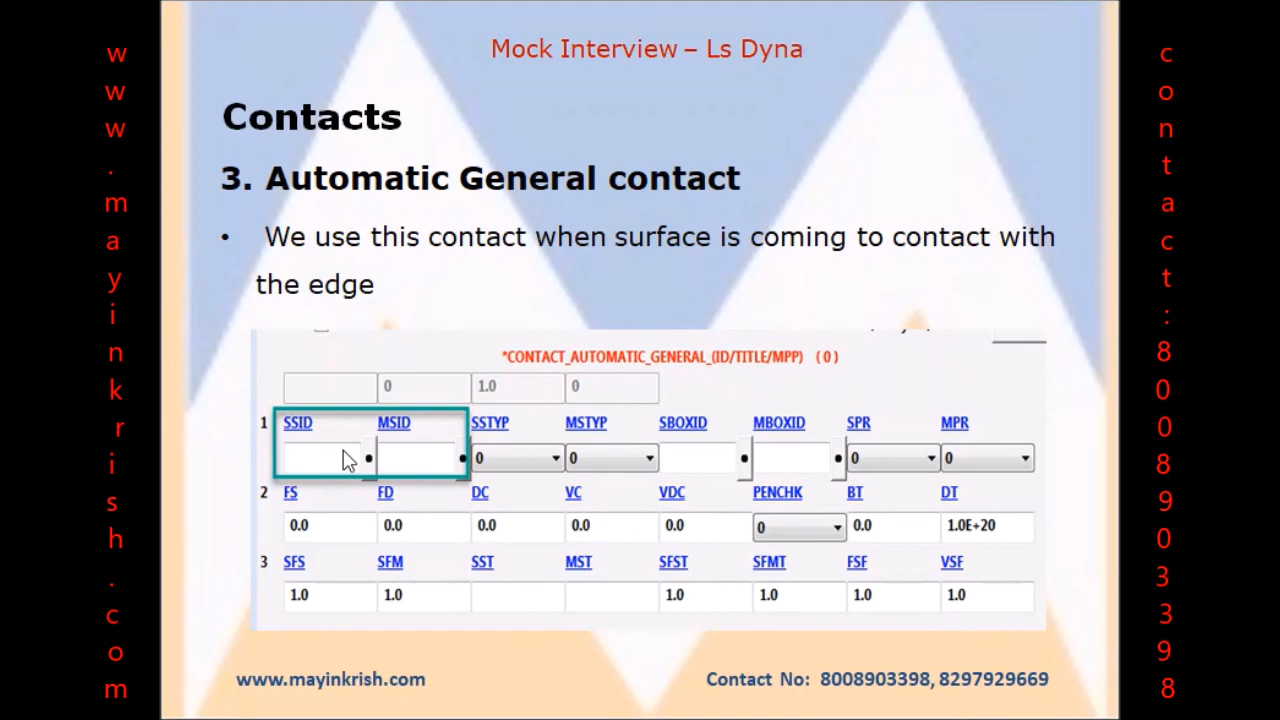 Mock Interview – Ls Dyna
Contacts
3. Automatic General contact
• We use this contact when surface is coming to contact with
the edge
*CONTACT_AUTOMATIC_GENERAL_(ID/TITLE/MPP) (0)
0 1.0 0
1 SSID MSID SSTYP MSTYP SBOXID MBOXID SPR MPR
0 0 0 0
2 FS FD DC VC VDC PENCHK BT DT
0.0 0.0 0.0 0.0 0.0 0 0.0 1.0E+20
3 SFS SFM SST MST SFST SFMT FSF VSF
1.0 1.0 1.0 1.0 1.0 1.0
www.mayinkrish.com Contact No: 8008903398, 8297929669
www.mayinkrish.com
contact:8008903398